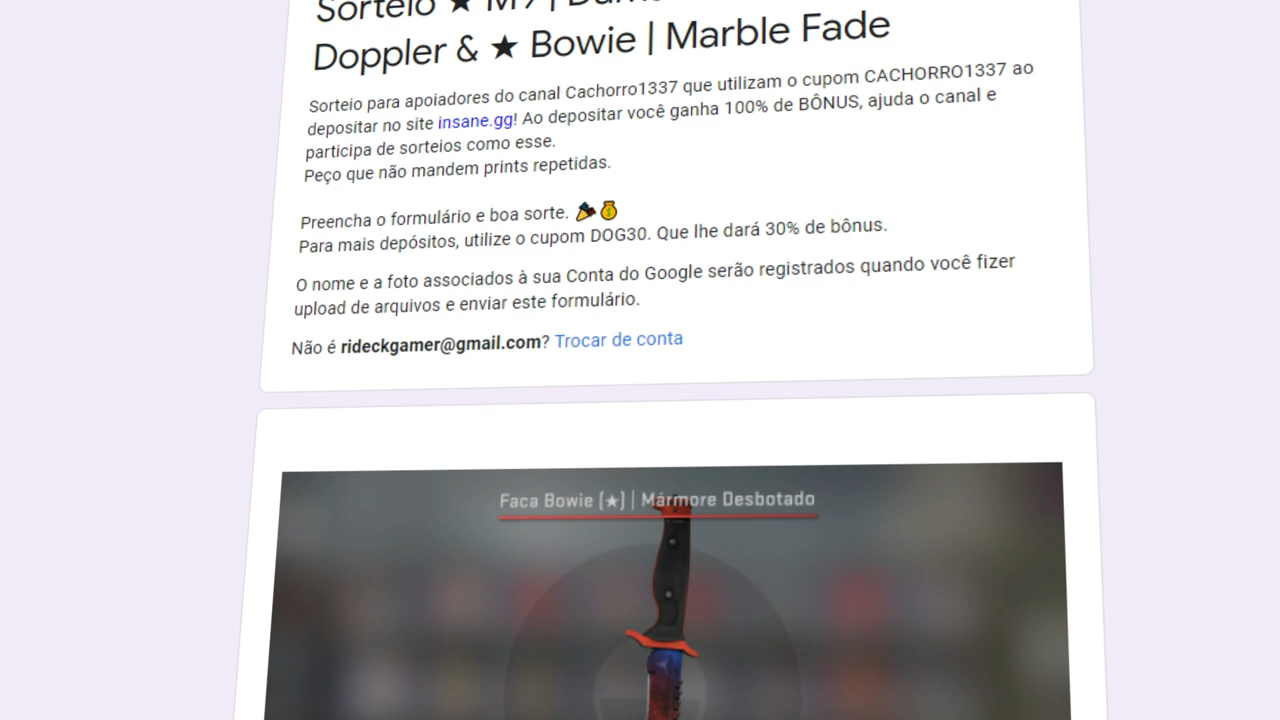 Sorteio ★ M9 |
Doppler & ★ Bowie | Marble Fade
Sorteio para apoiadores do canal Cachorro1337 que utilizam o cupom CACHORRO1337 ao
depositar no site insane.gg! Ao depositar você ganha 100% de BÔNUS, ajuda o canal e
participa de sorteios como esse.
Peço que não mandem prints repetidas.
Preencha o formulário e boa sorte. 🎉💰
Para mais depósitos, utilize o cupom DOG30. Que lhe dará 30% de bônus.
O nome e a foto associados à sua Conta do Google serão registrados quando você fizer
upload de arquivos e enviar este formulário.
Não é rideckgamer@gmail.com? Trocar de conta
Faca Bowie (★) | Mármore Desbotado